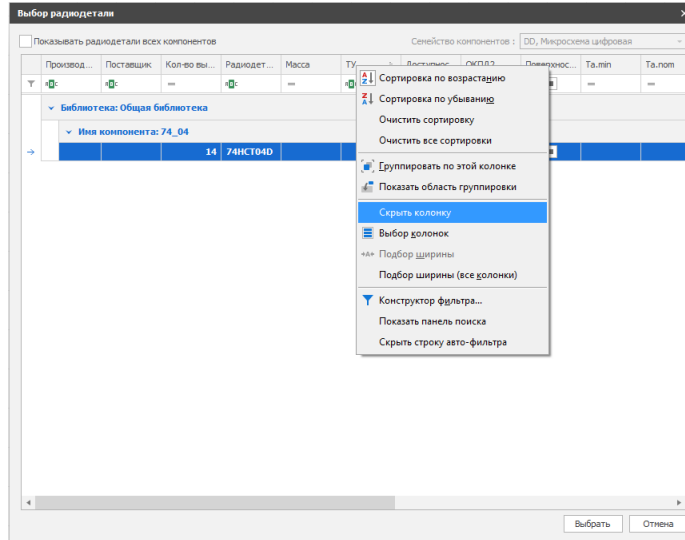 Выбор радиодетали
Показывать радиодетали всех компонентов
Семейство компонентов : DD, Микросхема цифровая
Производ... Поставщик Кол-во вы... Радиодет... Масса ТУ Доступнос... ОКПД2 Поверхнос... Ta.min Ta.nom
Библиотека: Общая библиотека
Имя компонента: 74_04
14 74HCT04D
Сортировка по возрастанию
Сортировка по убыванию
Очистить сортировку
Очистить все сортировки
Группировать по этой колонке
Показать область группировки
Скрыть колонку
Выбор колонок
Подбор ширины
Подбор ширины (все колонки)
Конструктор фильтра...
Показать панель поиска
Скрыть строку авто-фильтра
Выбрать Отмена